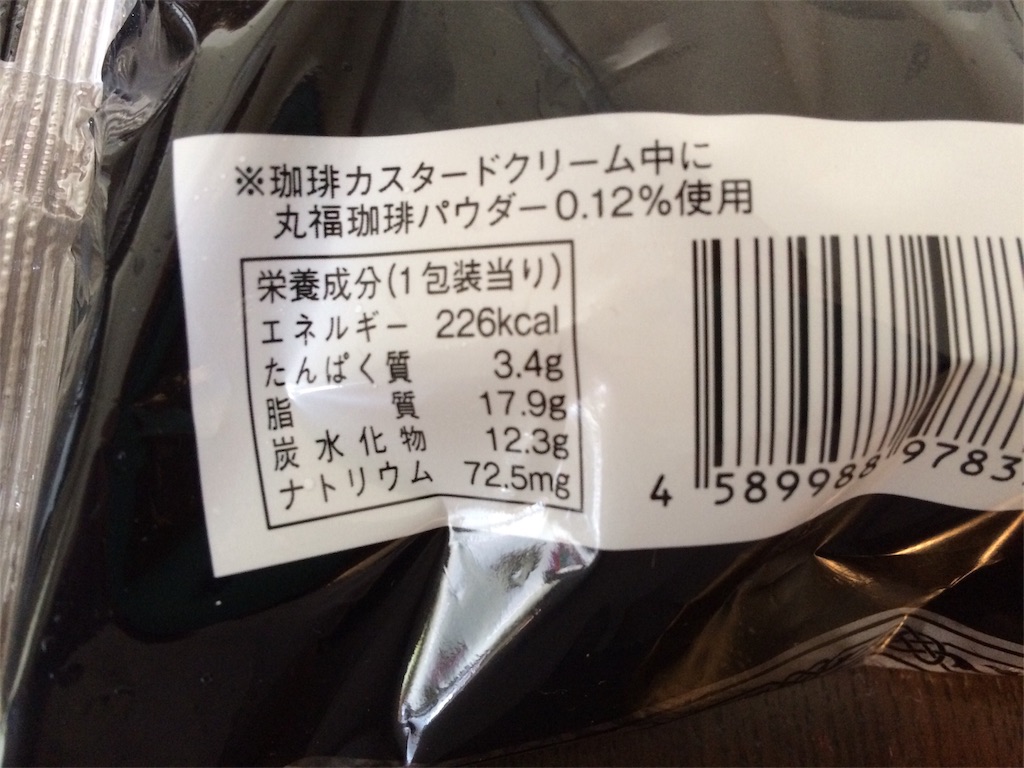 ※珈琲カスタードクリーム中に
丸福珈琲パウダー0.12%使用
栄養成分(1包装当り)
エネルギー 226kcal
たんぱく質 3.4g
脂質 17.9g
炭水化物 12.3g
ナトリウム 72.5mg
4 589988 9783